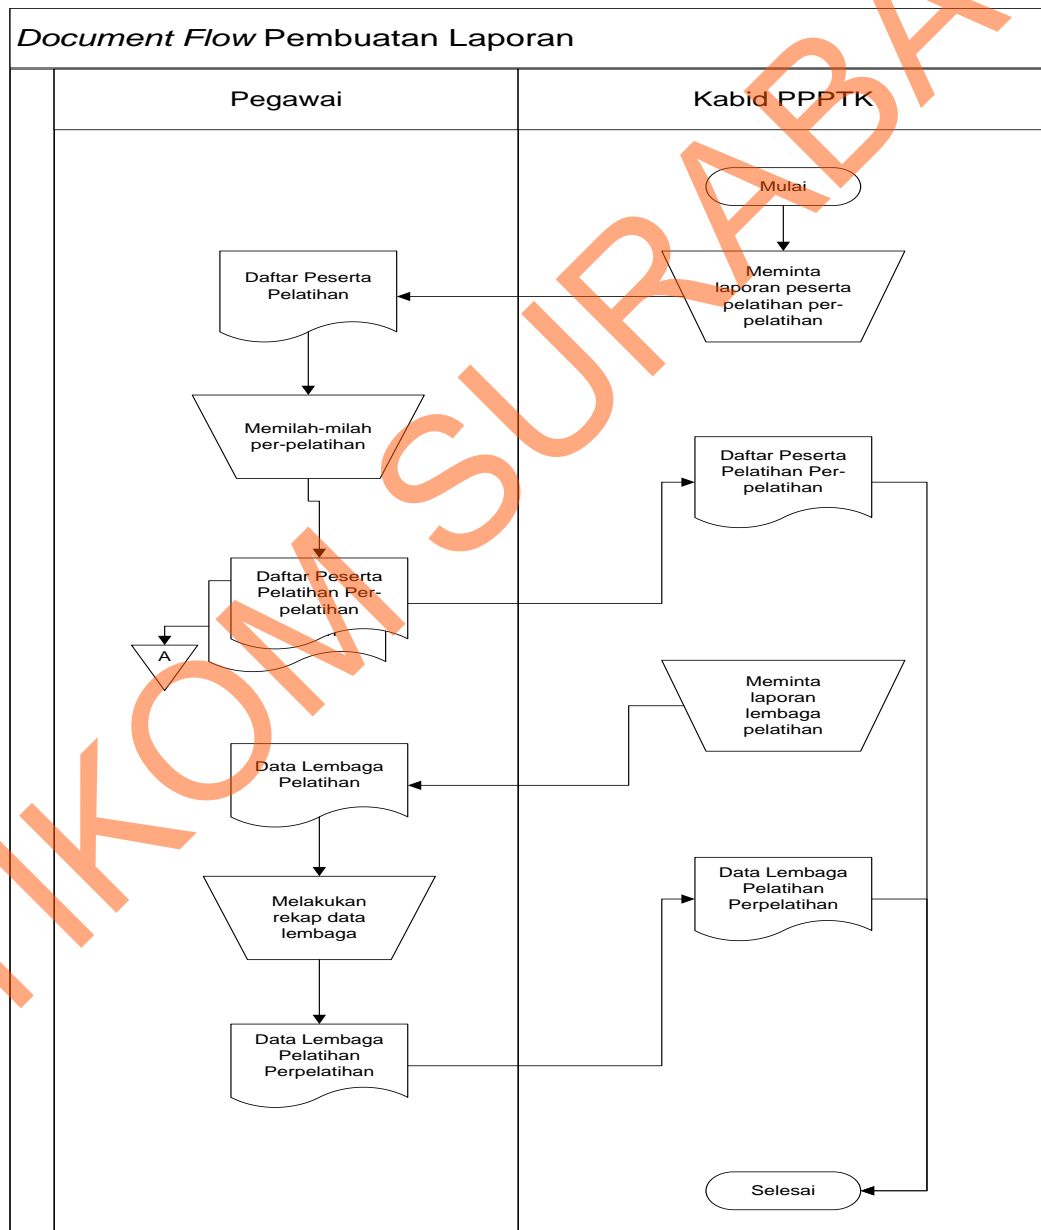 Document Flow Pembuatan Laporan
Pegawai
Kabid PPPTK
Mulai
Meminta
laporan peserta
pelatihan per-
pelatihan
Daftar Peserta
Pelatihan
Memilah-milah
per-pelatihan
Daftar Peserta
Pelatihan Per-
pelatihan
Daftar Peserta
Pelatihan Per-
pelatihan
A
Meminta
laporan
lembaga
pelatihan
Data Lembaga
Pelatihan
Melakukan
rekap data
lembaga
Data Lembaga
Pelatihan
Perpelatihan
Data Lembaga
Pelatihan
Perpelatihan
Selesai
IKOM SURABA